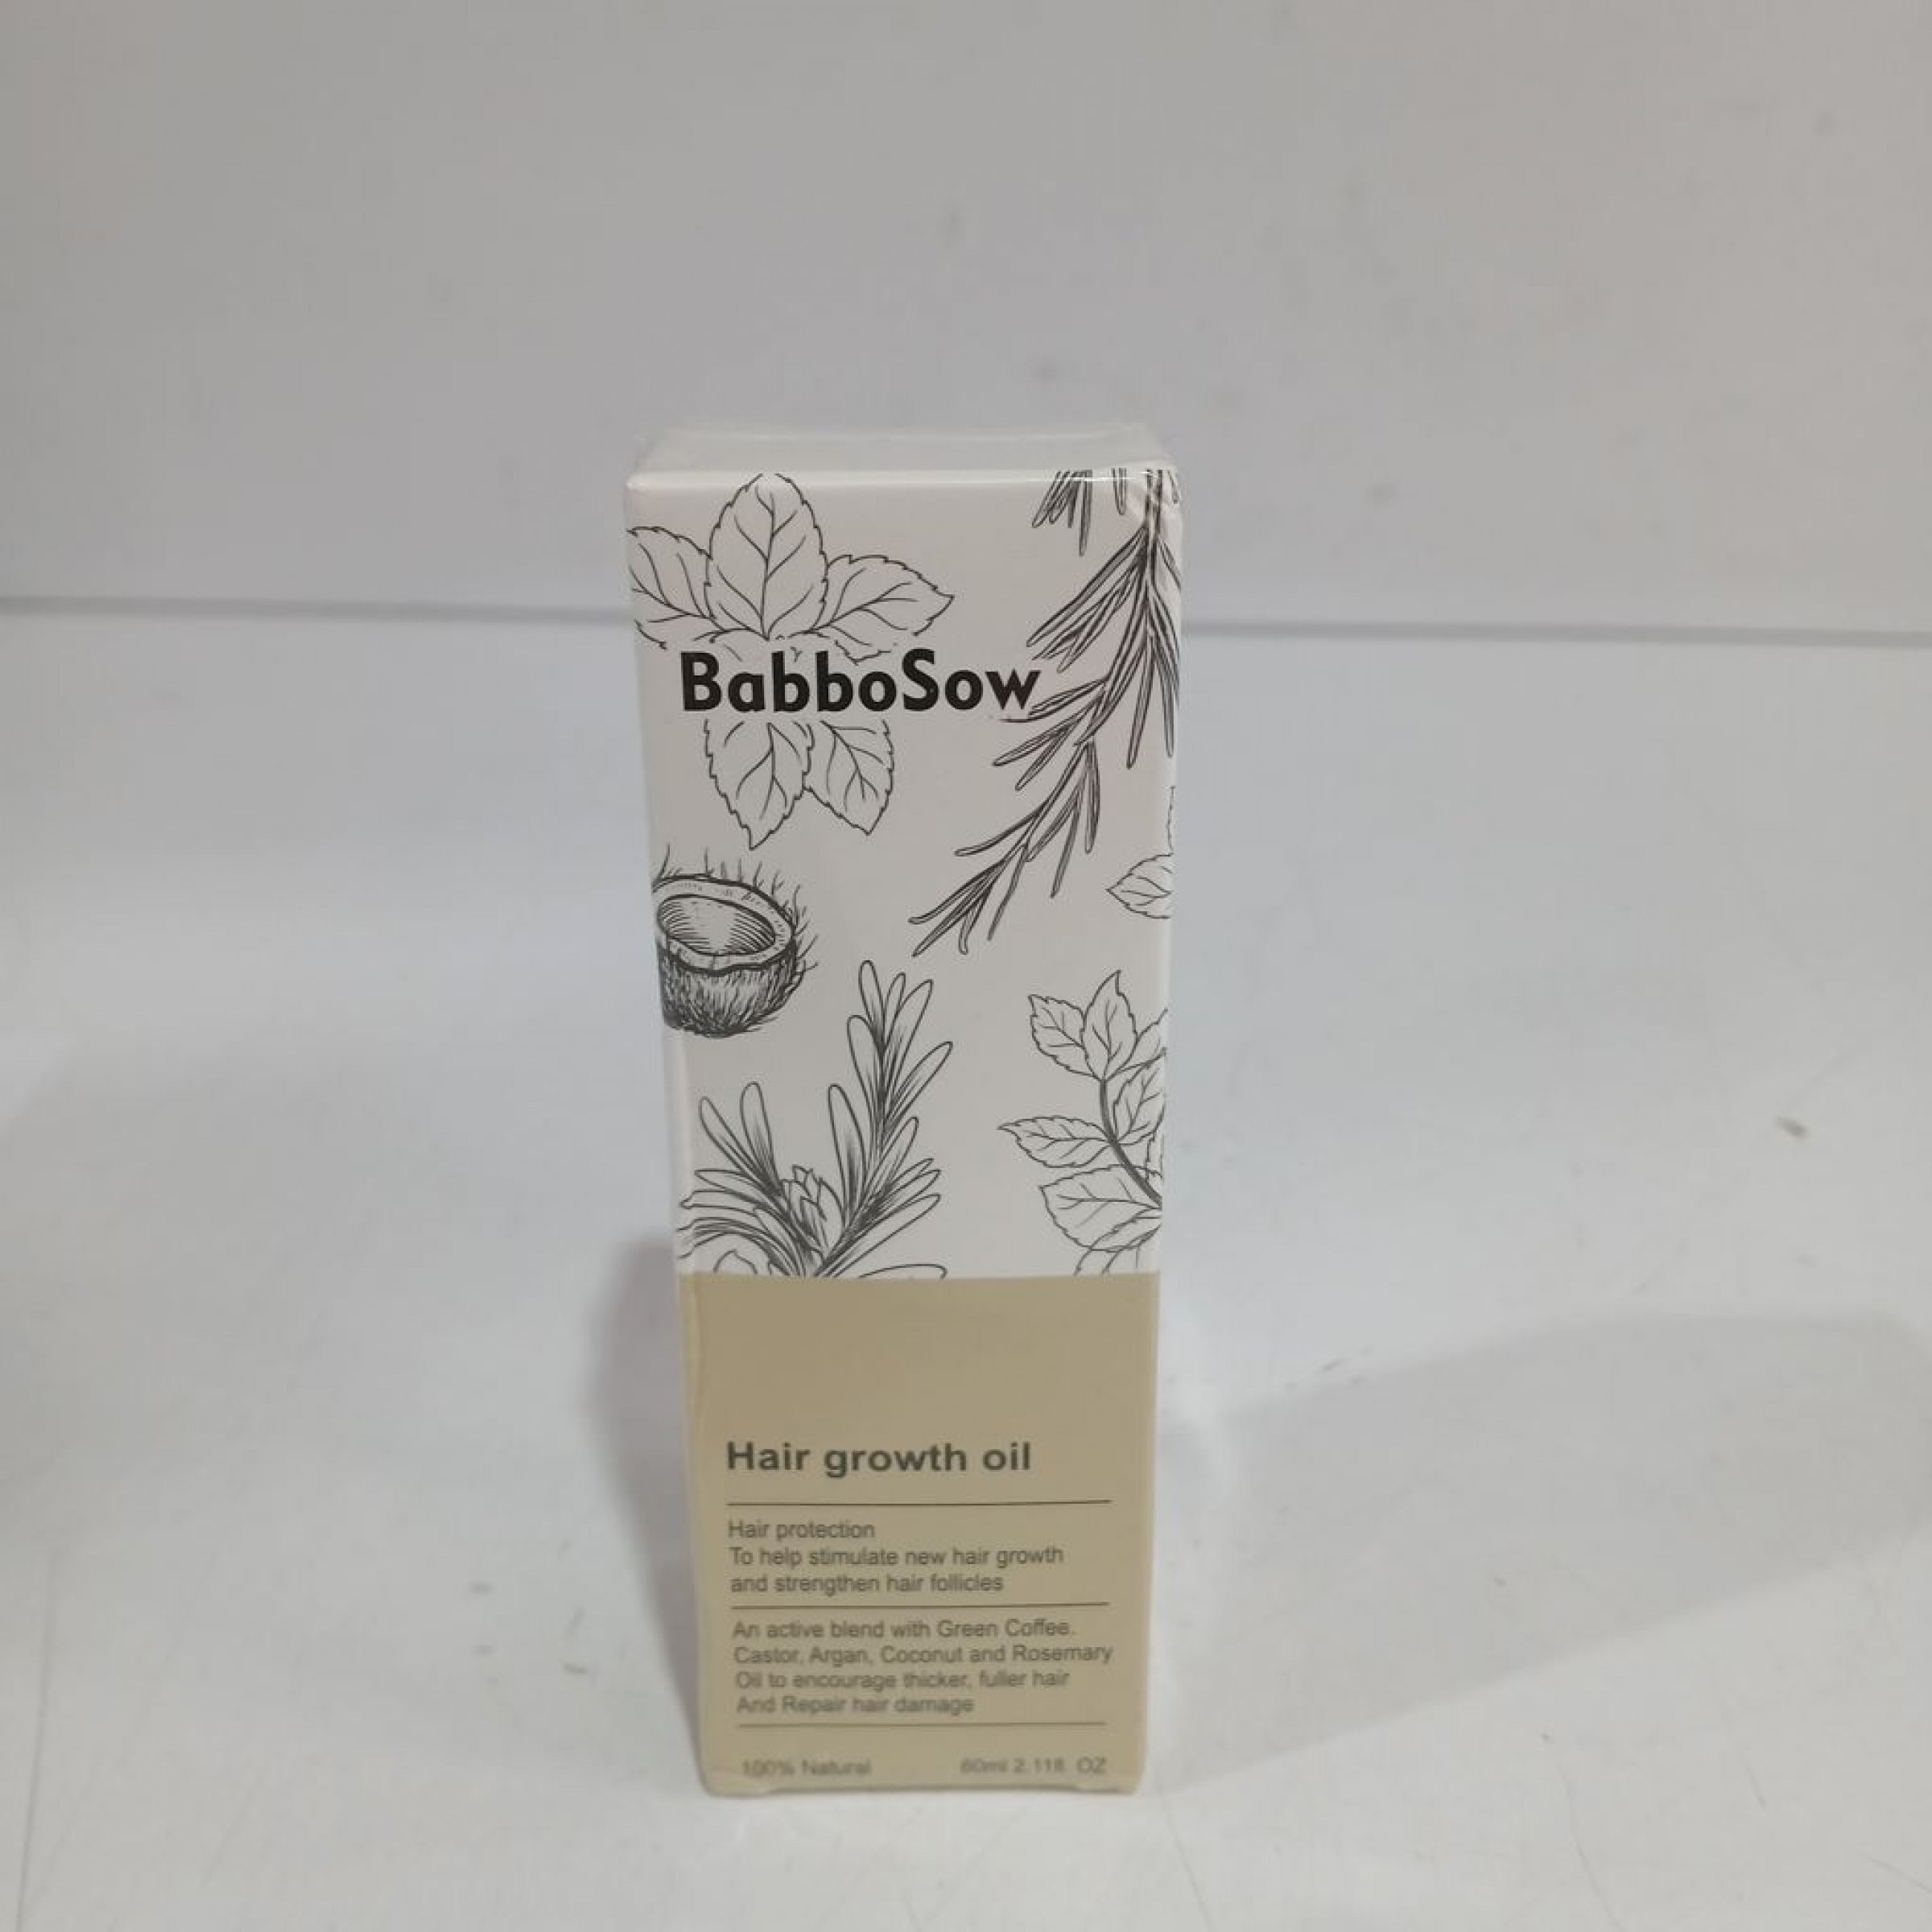 BabboSow
Hair growth oil
Hair protection
To help stimulate new hair growth
and strengthen hair follicles
An active blend with Green Coffee.
Castor, Argan, Coconut and Rosemary
Oil to encourage thicker, fuller hair
And Repair hair damage
100% Natural 60ml 2.118 OZ